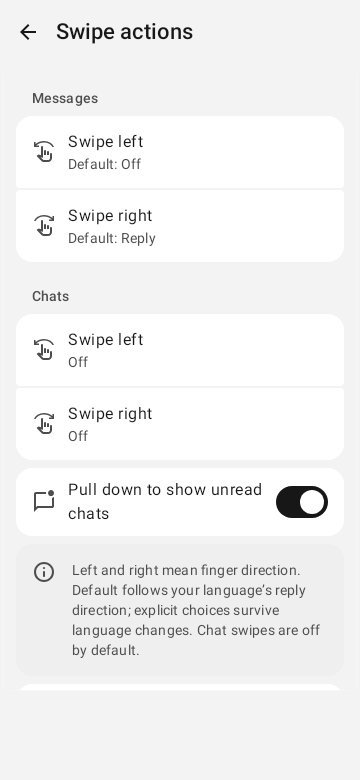 Swipe actions
Messages
Swipe left
Default: Off
Swipe right
Default: Reply
Chats
Swipe left
Off
Swipe right
Off
Pull down to show unread
chats
Left and right mean finger direction.
Default follows your language’s reply
direction; explicit choices survive
language changes. Chat swipes are off
by default.